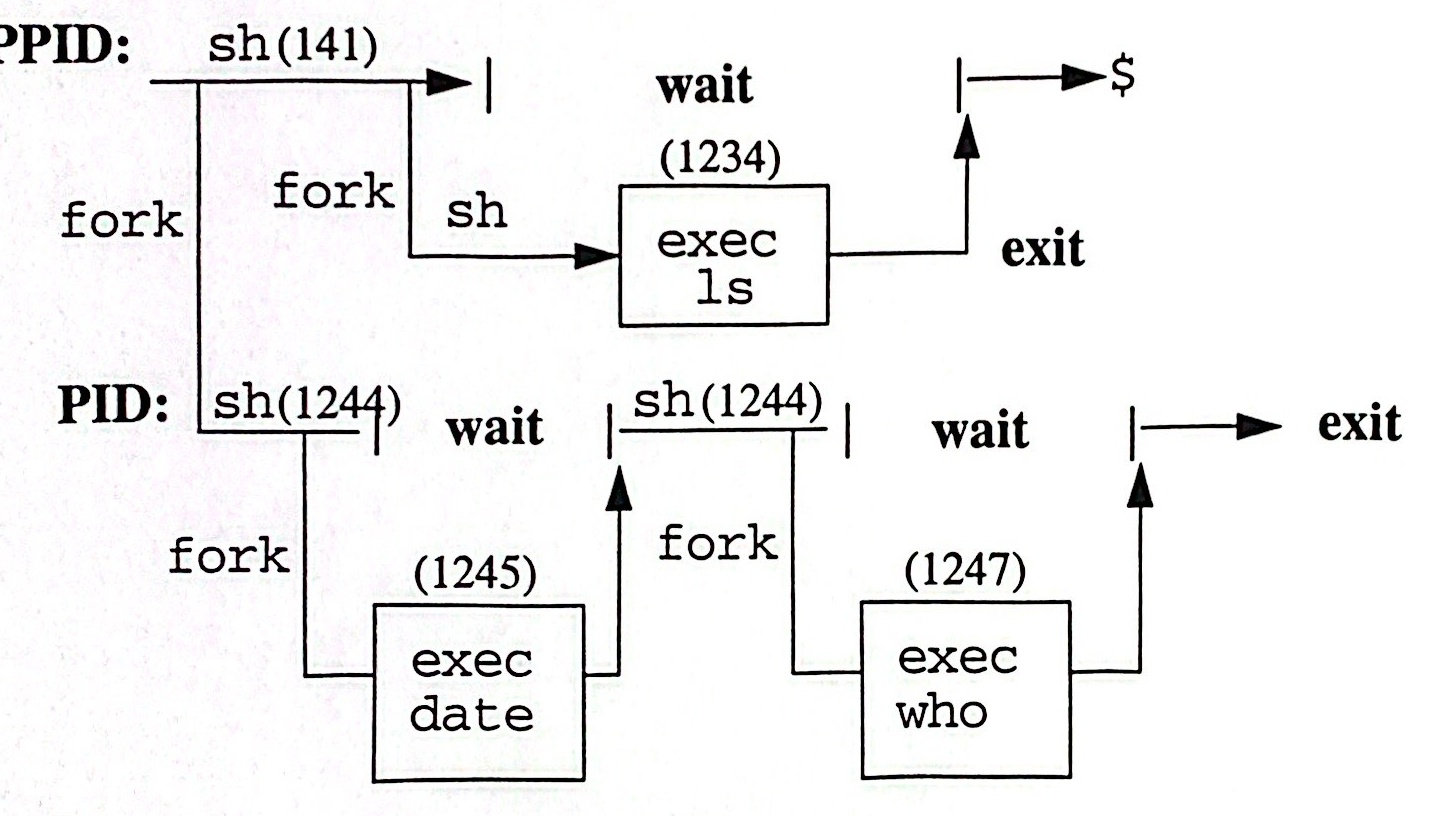 PPID: sh(141)
wait
$
(1234)
fork
fork
sh
exec
ls
exit
PID: sh(1244)
wait
sh(1244)
wait
exit
fork
fork
(1245)
(1247)
exec
date
exec
who